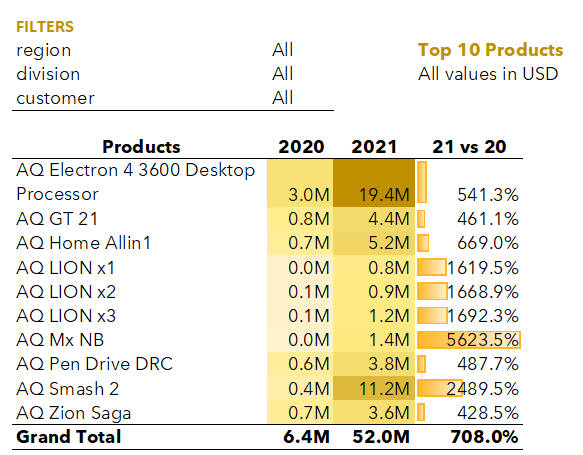 FILTERS
region All Top 10 Products
division All All values in USD
customer All
Products 2020 2021 21 vs 20
AQ Electron 4 3600 Desktop
Processor 3.0M 19.4M 541.3%
AQ GT 21 0.8M 4.4M 461.1%
AQ Home Allin1 0.7M 5.2M 669.0%
AQ LION x1 0.0M 0.8M 1619.5%
AQ LION x2 0.1M 0.9M 1668.9%
AQ LION x3 0.1M 1.2M 1692.3%
AQ Mx NB 0.0M 1.4M 5623.5%
AQ Pen Drive DRC 0.6M 3.8M 487.7%
AQ Smash 2 0.4M 11.2M 2489.5%
AQ Zion Saga 0.7M 3.6M 428.5%
Grand Total 6.4M 52.0M 708.0%